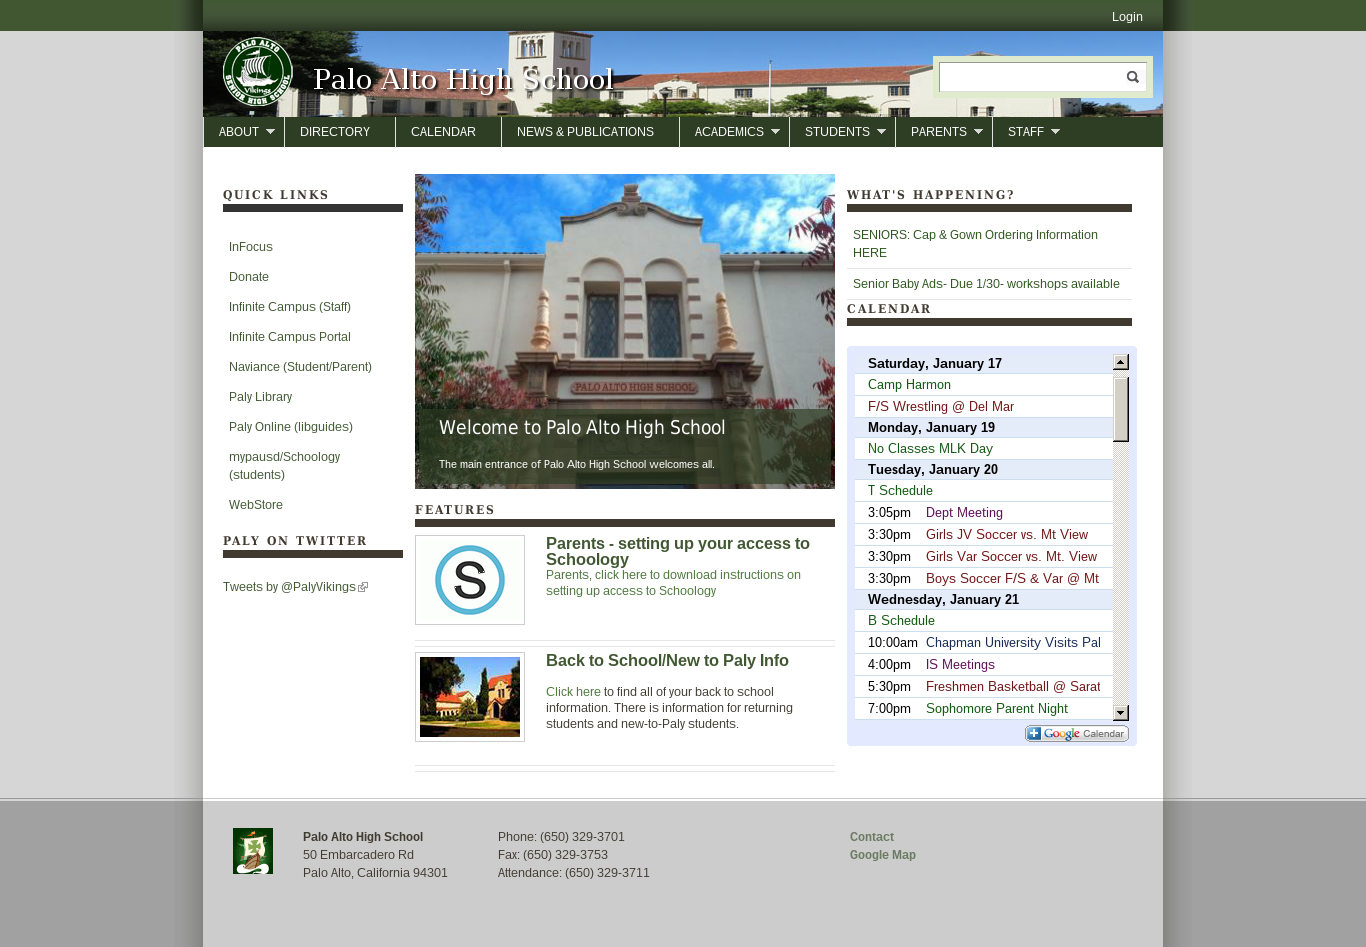 Login
PALO ALTO
Vikings
SENIOR HIGH SCHOOL
Palo Alto High School
ABOUT
DIRECTORY
CALENDAR
NEWS & PUBLICATIONS
ACADEMICS
STUDENTS
PARENTS
STAFF
QUICK LINKS
InFocus
Donate
Infinite Campus (Staff)
Infinite Campus Portal
Naviance (Student/Parent)
Paly Library
Paly Online (libguides)
mypausd/Schoology
(students)
WebStore
PALY ON TWITTER
Tweets by @PalyVikings
PALO ALTO HIGH SCHOOL
Welcome to Palo Alto High School
The main entrance of Palo Alto High School welcomes all.
FEATURES
S
Parents - setting up your access to
Schoology
Parents, click here to download instructions on
setting up access to Schoology
Back to School/New to Paly Info
Click here to find all of your back to school
information. There is information for returning
students and new-to-Paly students.
WHAT'S HAPPENING?
SENIORS: Cap & Gown Ordering Information
HERE
Senior Baby Ads- Due 1/30- workshops available
CALENDAR
Saturday, January 17
Camp Harmon
F/S Wrestling @ Del Mar
Monday, January 19
No Classes MLK Day
Tuesday, January 20
T Schedule
3:05pm Dept Meeting
3:30pm Girls JV Soccer vs. Mt View
3:30pm Girls Var Soccer vs. Mt. View
3:30pm Boys Soccer F/S & Var @ Mt
Wednesday, January 21
B Schedule
10:00am Chapman University Visits Pal
4:00pm IS Meetings
5:30pm Freshmen Basketball @ Sarat
7:00pm Sophomore Parent Night
Google Calendar
Palo Alto High School
50 Embarcadero Rd
Palo Alto, California 94301
Phone: (650) 329-3701
Fax: (650) 329-3753
Attendance: (650) 329-3711
Contact
Google Map